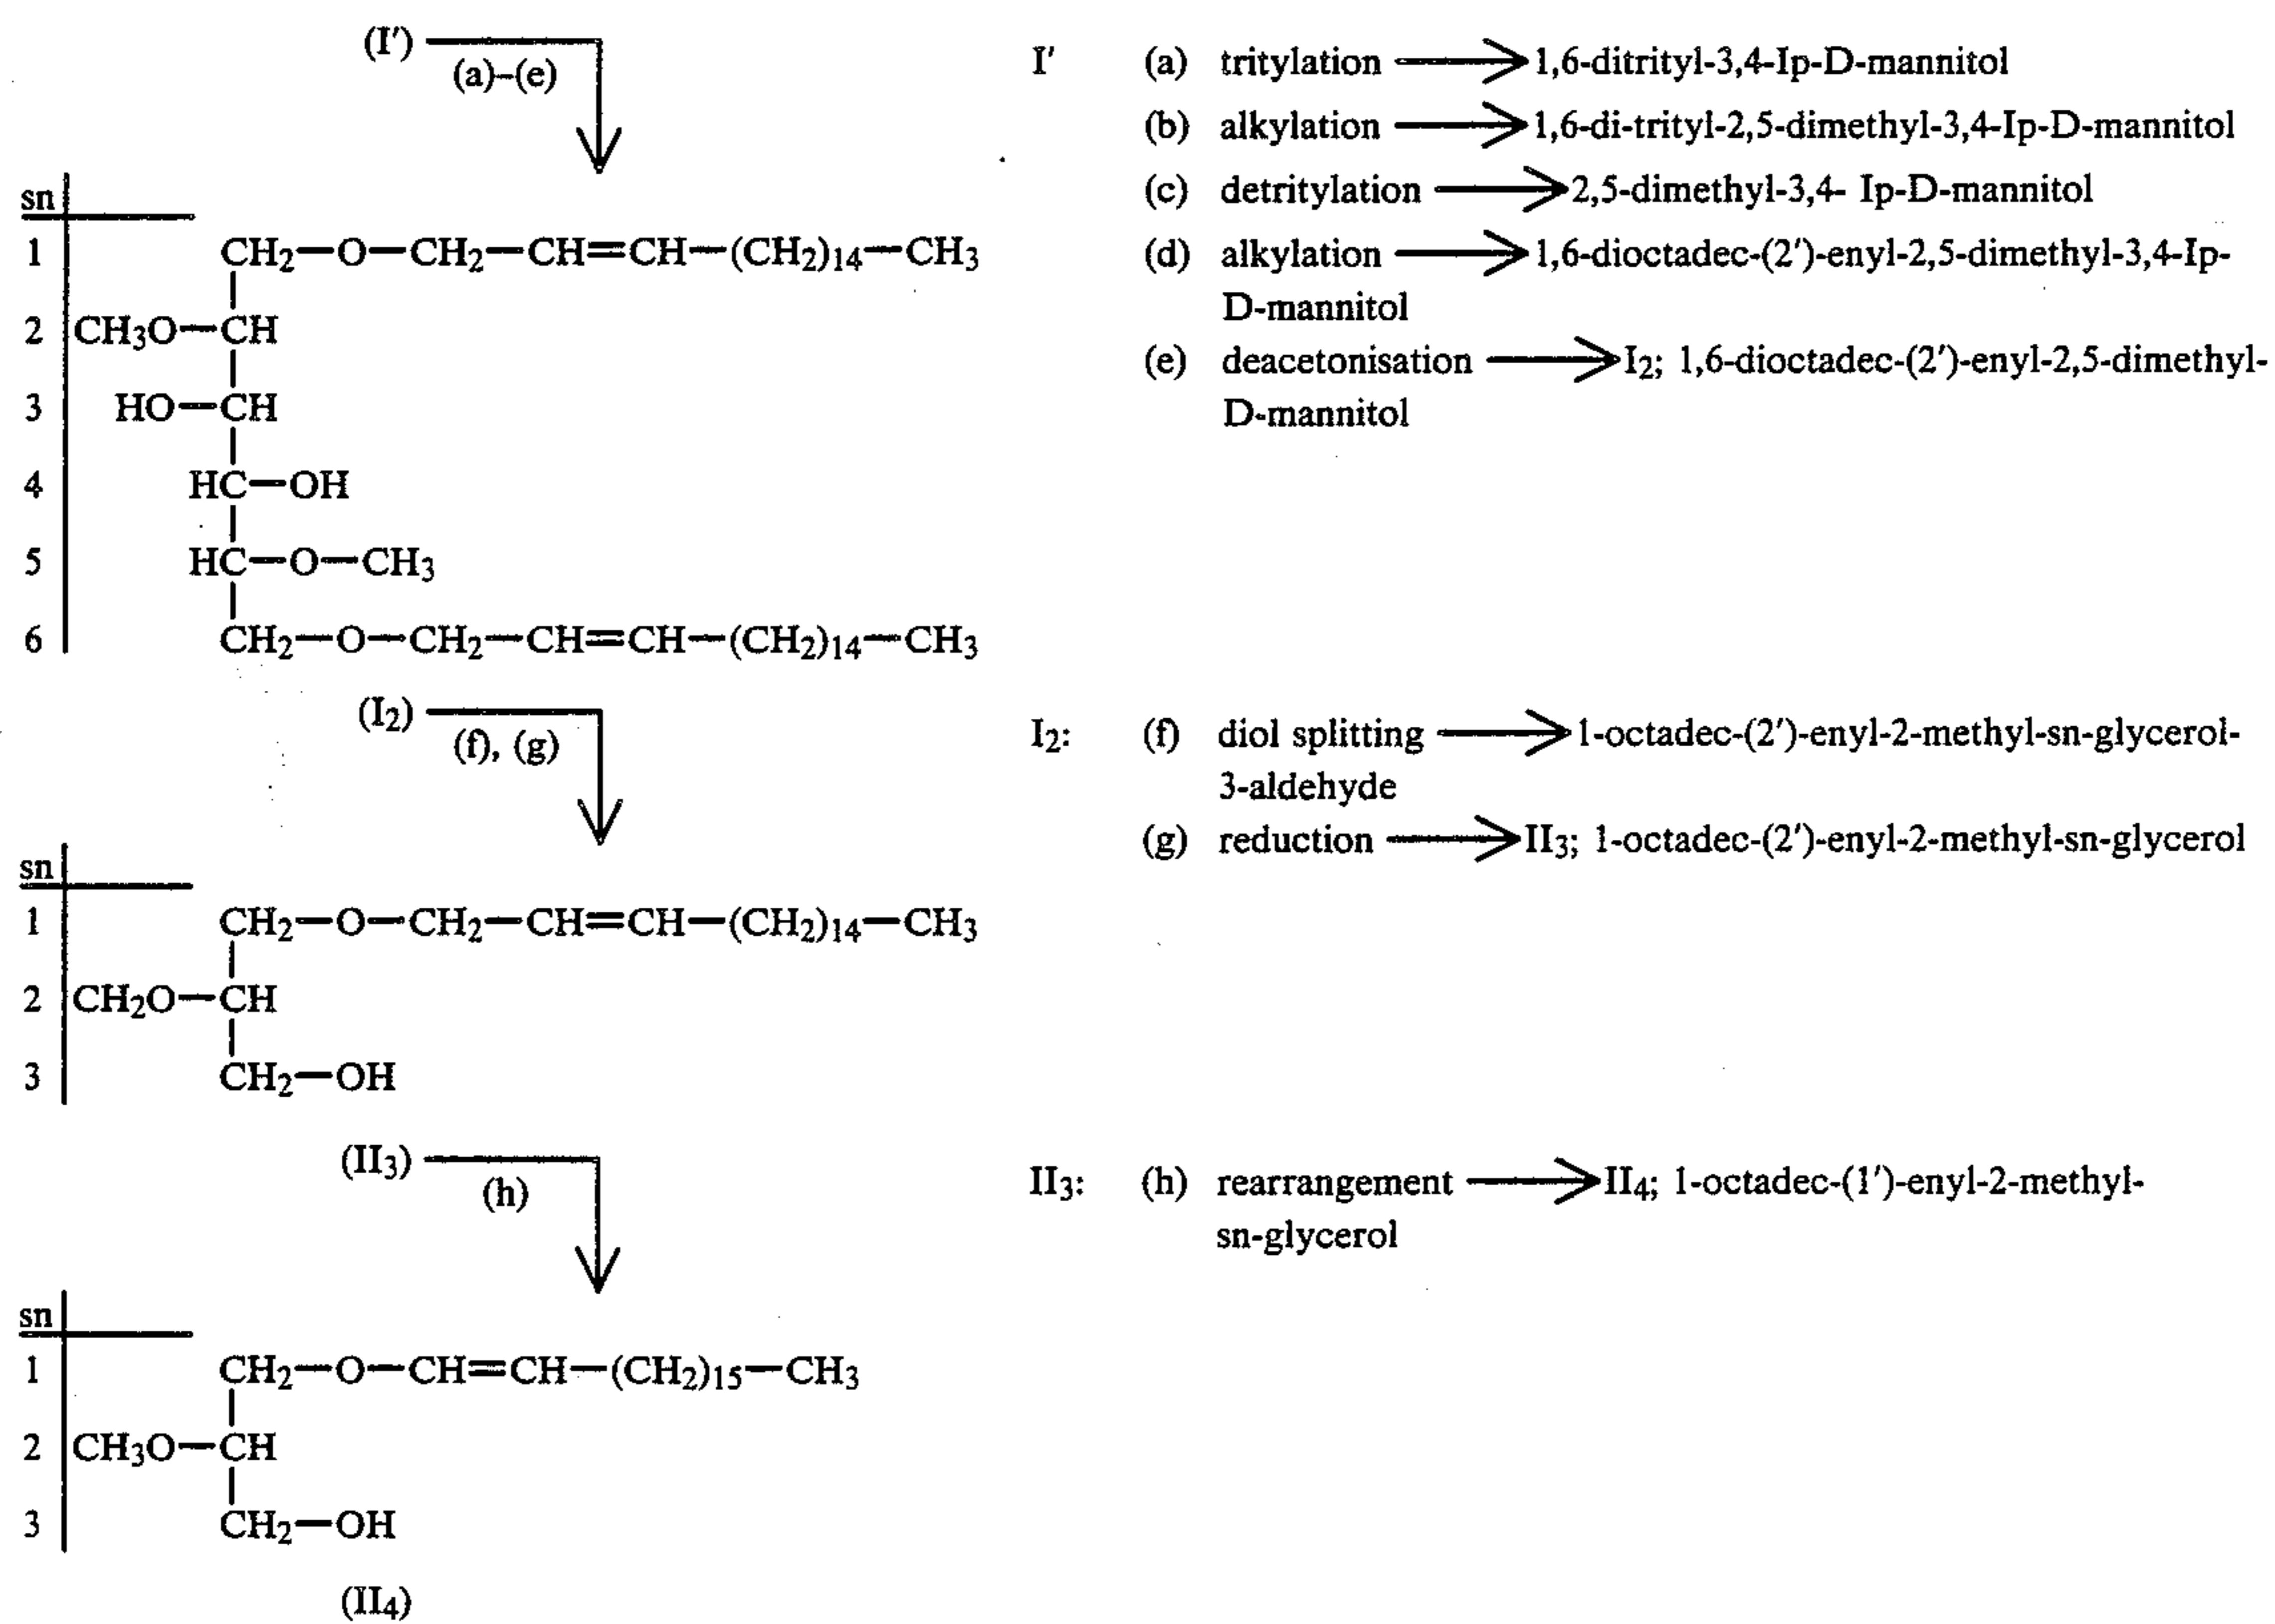 (I′)
(a)–(e)
I′ (a) tritylation ⟶ 1,6-ditrityl-3,4-Ip-D-mannitol
(b) alkylation ⟶ 1,6-di-trityl-2,5-dimethyl-3,4-Ip-D-mannitol
(c) detritylation ⟶ 2,5-dimethyl-3,4- Ip-D-mannitol
(d) alkylation ⟶ 1,6-dioctadec-(2′)-enyl-2,5-dimethyl-3,4-Ip-
D-mannitol
(e) deacetonisation ⟶ I₂; 1,6-dioctadec-(2′)-enyl-2,5-dimethyl-
D-mannitol
sn
1 CH₂—O—CH₂—CH=CH—(CH₂)₁₄—CH₃
2 CH₃O—CH
3 HO—CH
4 HC—OH
5 HC—O—CH₃
6 CH₂—O—CH₂—CH=CH—(CH₂)₁₄—CH₃
(I₂)
(f), (g)
I₂: (f) diol splitting ⟶ 1-octadec-(2′)-enyl-2-methyl-sn-glycerol-
3-aldehyde
(g) reduction ⟶ II₃; 1-octadec-(2′)-enyl-2-methyl-sn-glycerol
sn
1 CH₂—O—CH₂—CH=CH—(CH₂)₁₄—CH₃
2 CH₂O—CH
3 CH₂—OH
(II₃)
(h)
II₃: (h) rearrangement ⟶ II₄; 1-octadec-(1′)-enyl-2-methyl-
sn-glycerol
sn
1 CH₂—O—CH=CH—(CH₂)₁₅—CH₃
2 CH₃O—CH
3 CH₂—OH
(II₄)